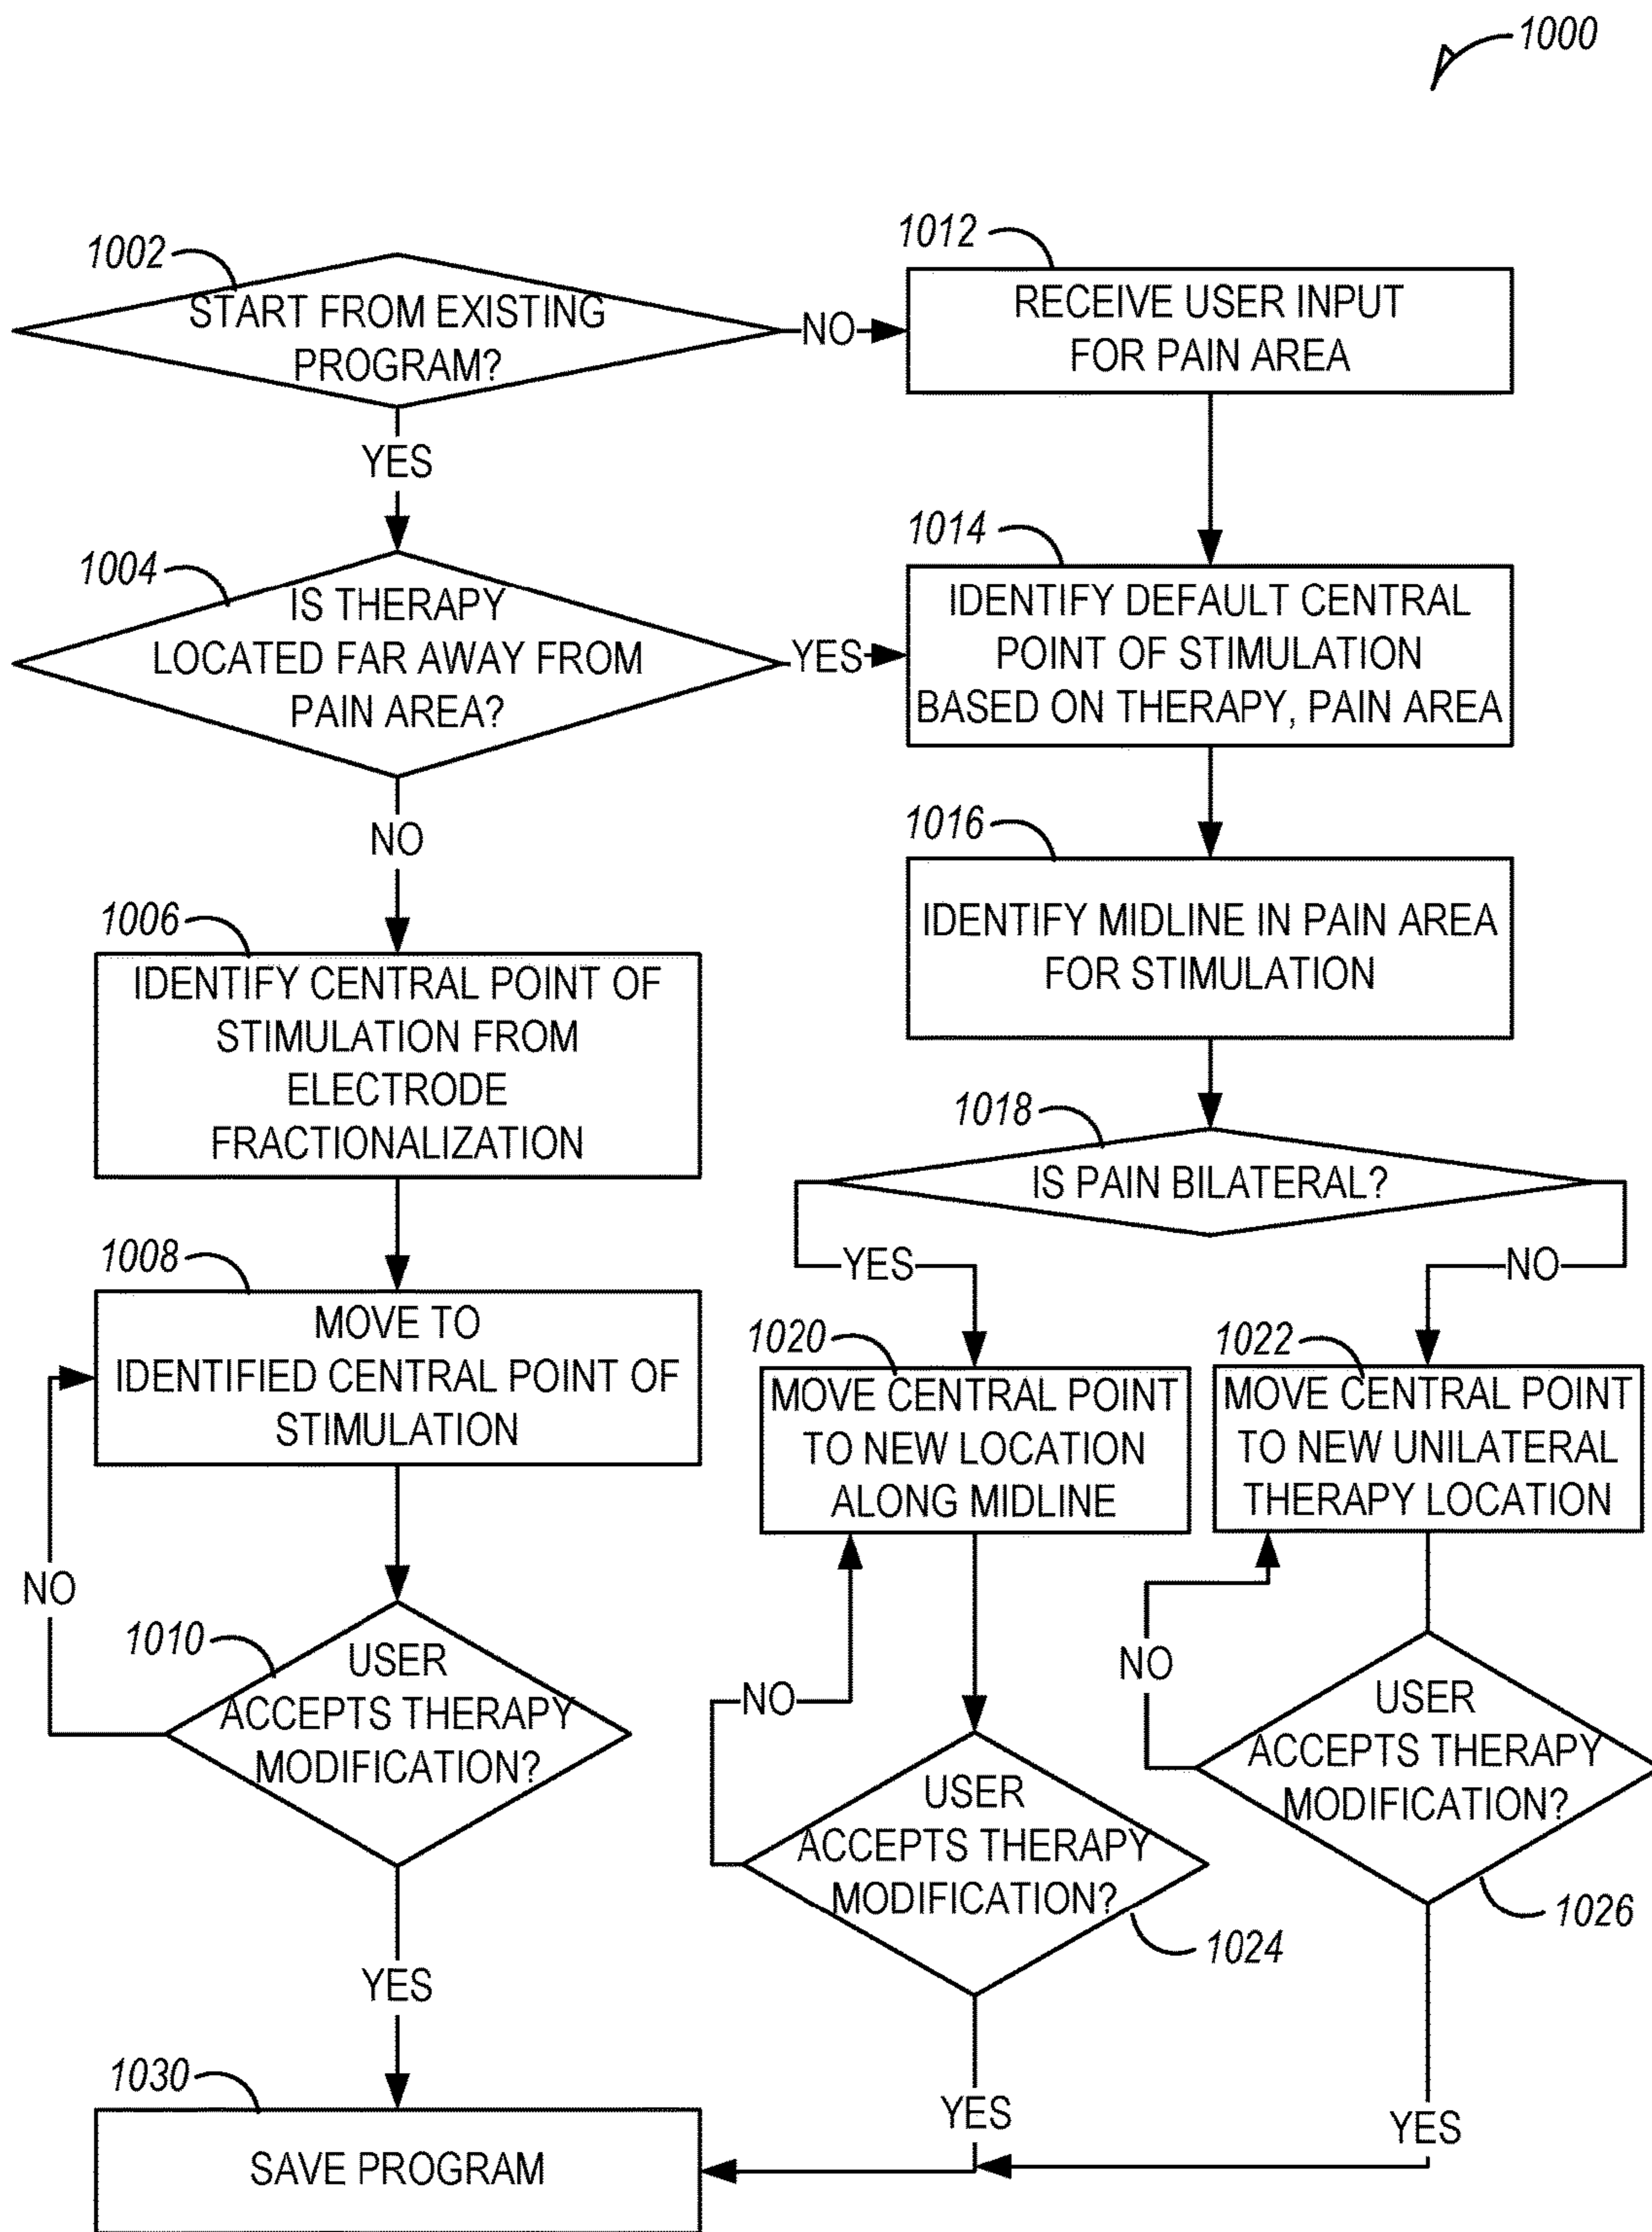 1000
1002
START FROM EXISTING
PROGRAM?
NO
1012
RECEIVE USER INPUT
FOR PAIN AREA
YES
1004
IS THERAPY
LOCATED FAR AWAY FROM
PAIN AREA?
YES
1014
IDENTIFY DEFAULT CENTRAL
POINT OF STIMULATION
BASED ON THERAPY, PAIN AREA
NO
1016
IDENTIFY MIDLINE IN PAIN AREA
FOR STIMULATION
1006
IDENTIFY CENTRAL POINT OF
STIMULATION FROM
ELECTRODE
FRACTIONALIZATION
1018
IS PAIN BILATERAL?
YES
NO
1008
MOVE TO
IDENTIFIED CENTRAL POINT OF
STIMULATION
1020
MOVE CENTRAL POINT
TO NEW LOCATION
ALONG MIDLINE
1022
MOVE CENTRAL POINT
TO NEW UNILATERAL
THERAPY LOCATION
NO
1010
USER
ACCEPTS THERAPY
MODIFICATION?
NO
USER
ACCEPTS THERAPY
MODIFICATION?
1024
NO
USER
ACCEPTS THERAPY
MODIFICATION?
1026
YES
YES
YES
1030
SAVE PROGRAM